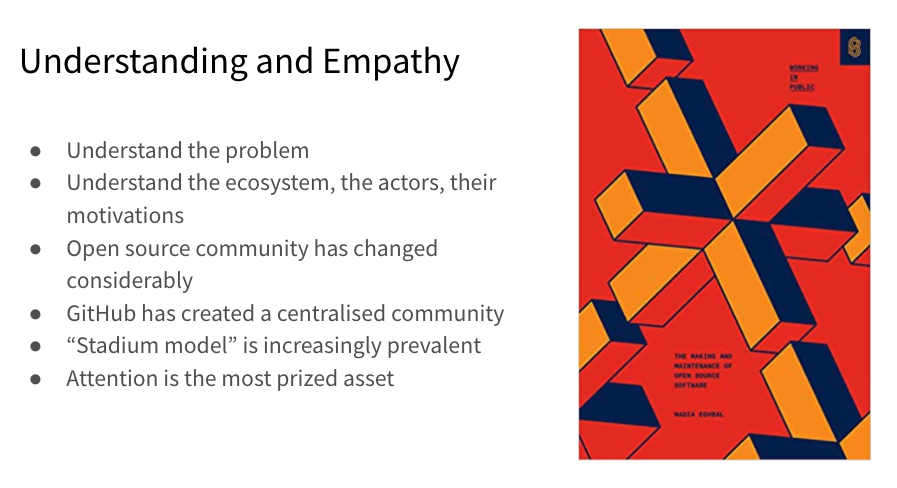 Understanding and Empathy
● Understand the problem
● Understand the ecosystem, the actors, their
motivations
● Open source community has changed
considerably
● GitHub has created a centralised community
● “Stadium model” is increasingly prevalent
● Attention is the most prized asset
WORKING
IN
PUBLIC
THE MAKING AND
MAINTENANCE OF
OPEN SOURCE
SOFTWARE
NADIA EGHBAL